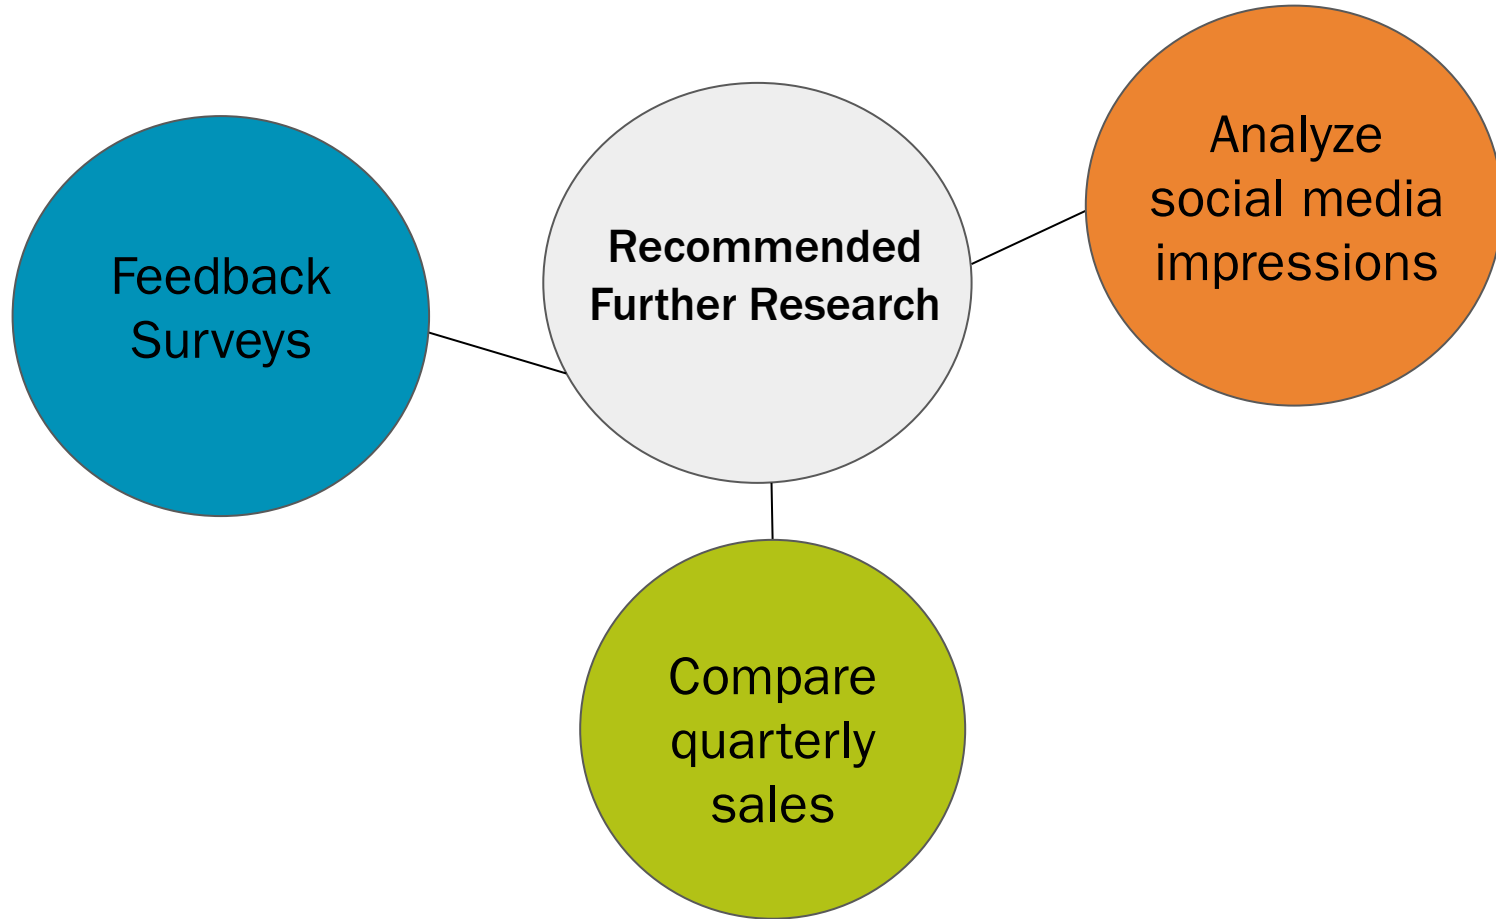 Recommended
Further Research
Feedback
Surveys
Analyze
social media
impressions
Compare
quarterly
sales